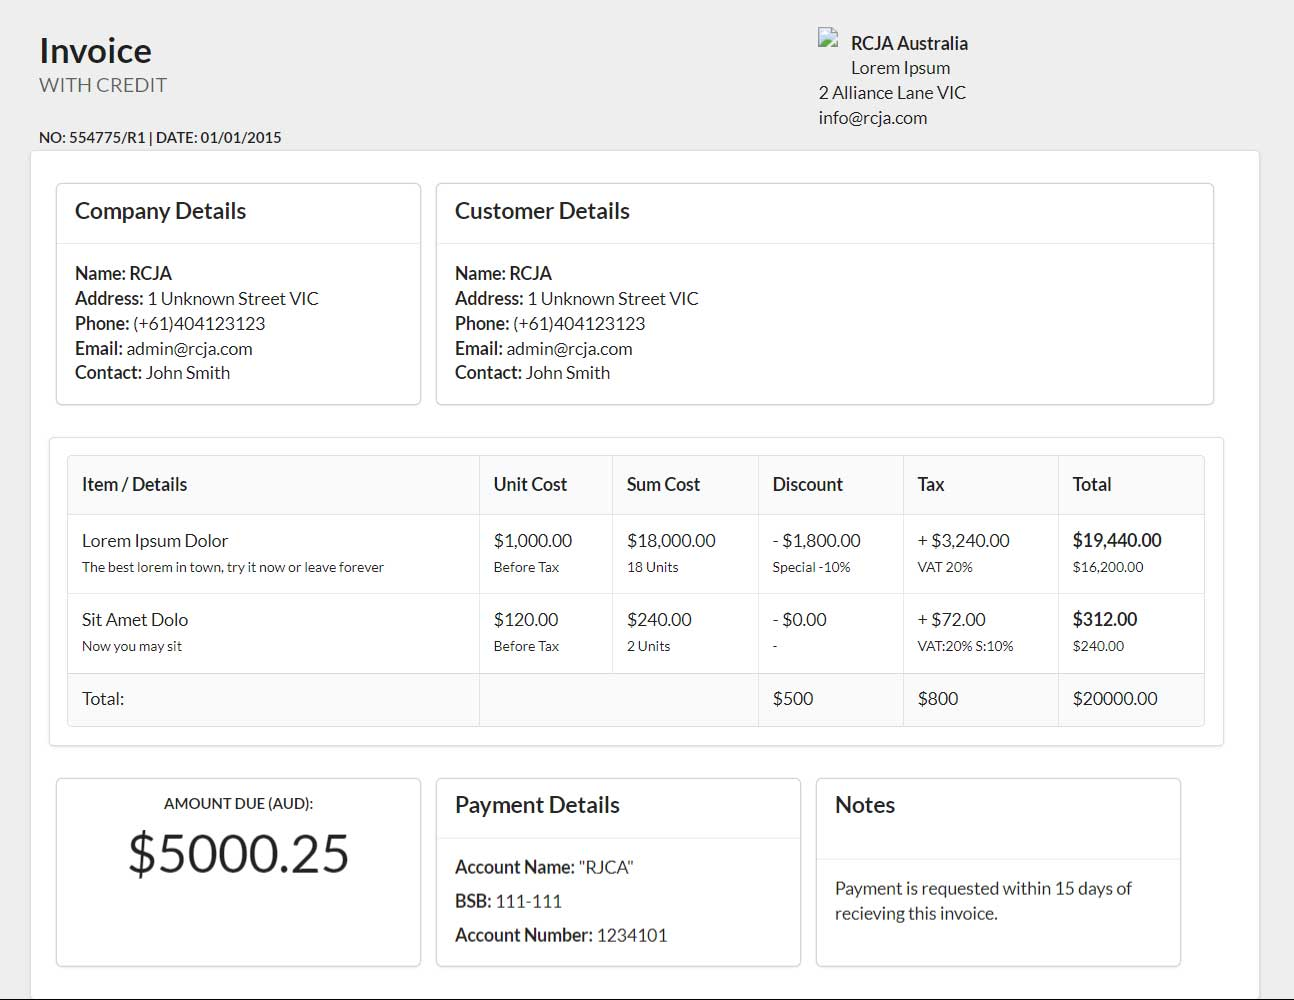 Invoice
WITH CREDIT
NO: 554775/R1 | DATE: 01/01/2015
RCJA Australia
Lorem Ipsum
2 Alliance Lane VIC
info@rcja.com
Company Details
Name: RCJA
Address: 1 Unknown Street VIC
Phone: (+61)404123123
Email: admin@rcja.com
Contact: John Smith
Customer Details
Name: RCJA
Address: 1 Unknown Street VIC
Phone: (+61)404123123
Email: admin@rcja.com
Contact: John Smith
Item / Details Unit Cost Sum Cost Discount Tax Total
Lorem Ipsum Dolor $1,000.00 $18,000.00 - $1,800.00 + $3,240.00 $19,440.00
The best lorem in town, try it now or leave forever Before Tax 18 Units Special -10% VAT 20% $16,200.00
Sit Amet Dolo $120.00 $240.00 - $0.00 + $72.00 $312.00
Now you may sit Before Tax 2 Units - VAT:20% S:10% $240.00
Total: $500 $800 $20000.00
AMOUNT DUE (AUD):
$5000.25
Payment Details
Account Name: "RJCA"
BSB: 111-111
Account Number: 1234101
Notes
Payment is requested within 15 days of
recieving this invoice.